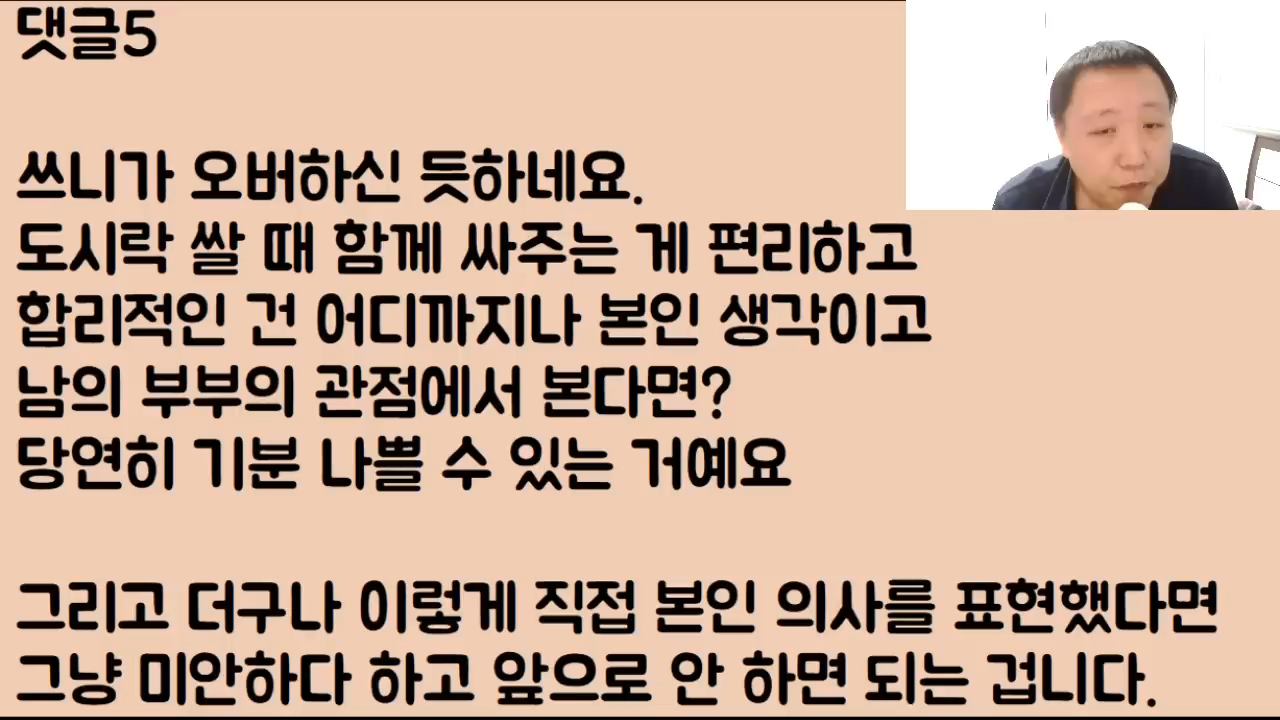 댓글5
쓰니가 오버하신 듯하네요.
도시락 쌀 때 함께 싸주는 게 편리하고
합리적인 건 어디까지나 본인 생각이고
남의 부부의 관점에서 본다면?
당연히 기분 나쁠 수 있는 거예요
그리고 더구나 이렇게 직접 본인 의사를 표현했다면
그냥 미안하다 하고 앞으로 안 하면 되는 겁니다.